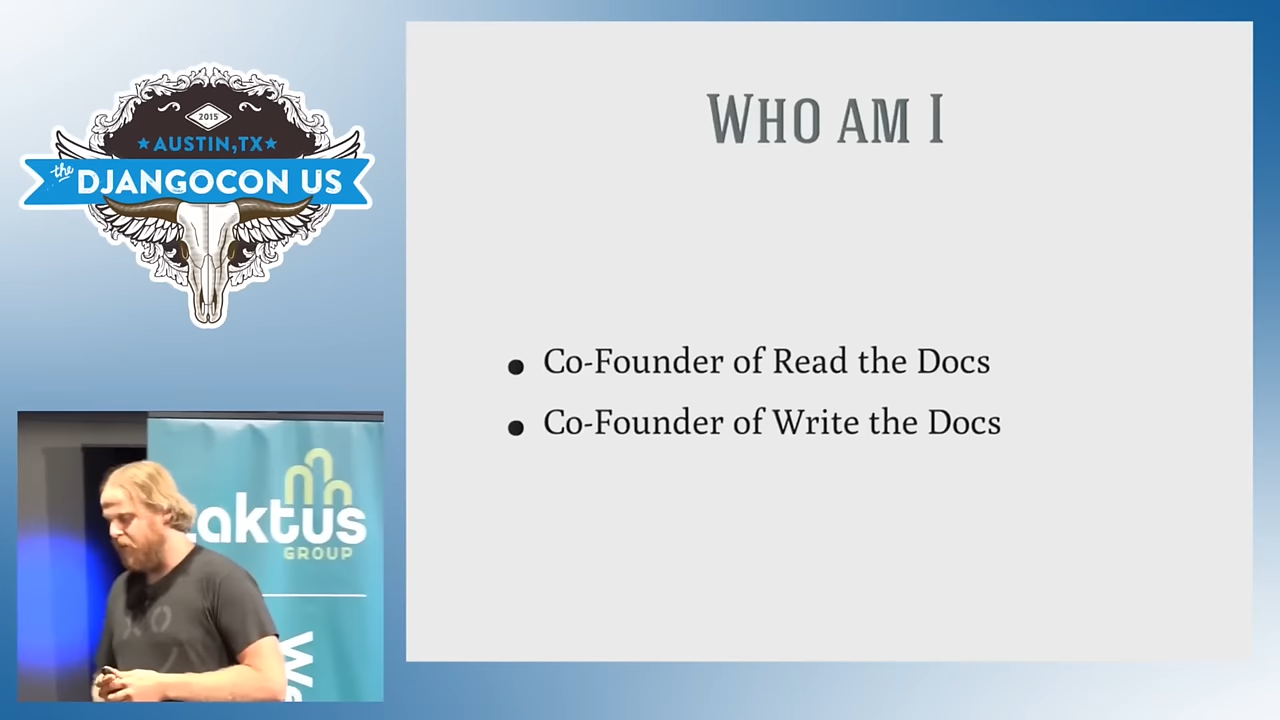 2015
AUSTIN, TX
the
DJANGOCON US
WHO AM I
Co-Founder of Read the Docs
Co-Founder of Write the Docs
aktus
GROUP
We